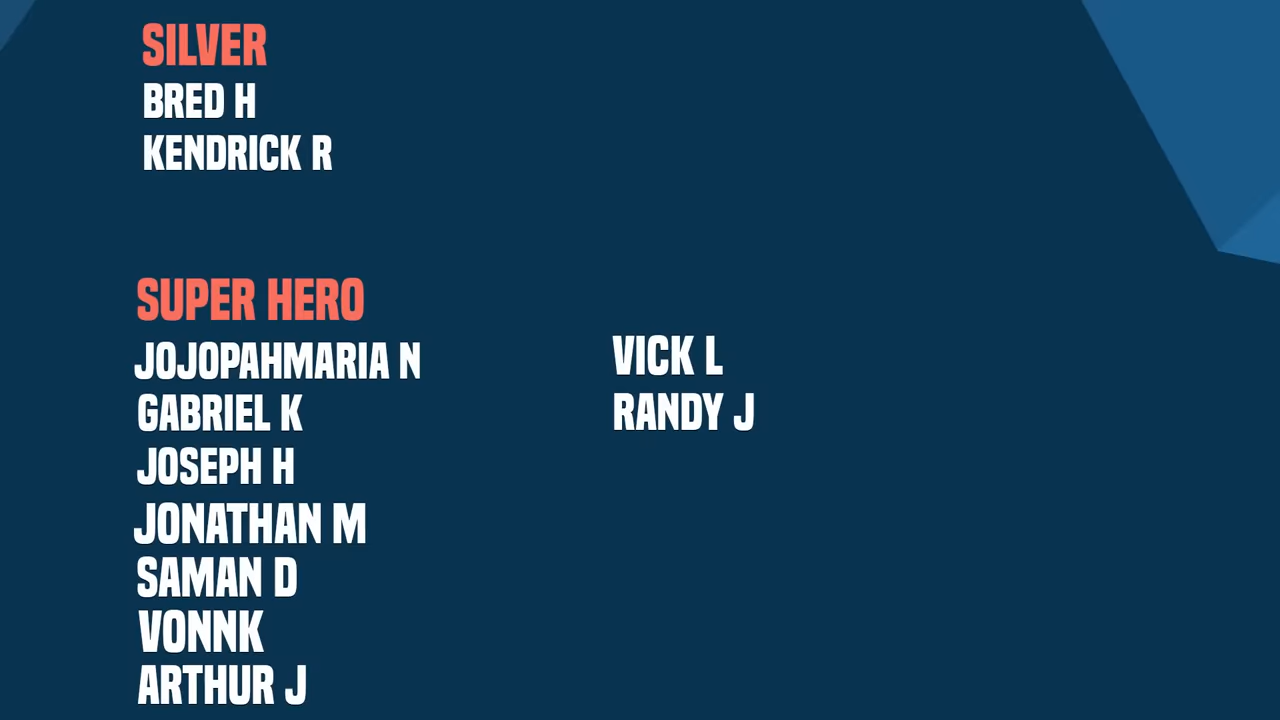 SILVER
BRED H
KENDRICK R
SUPER HERO
JOJOPAHMARIA N
GABRIEL K
JOSEPH H
JONATHAN M
SAMAN D
VONNK
ARTHUR J
VICK L
RANDY J